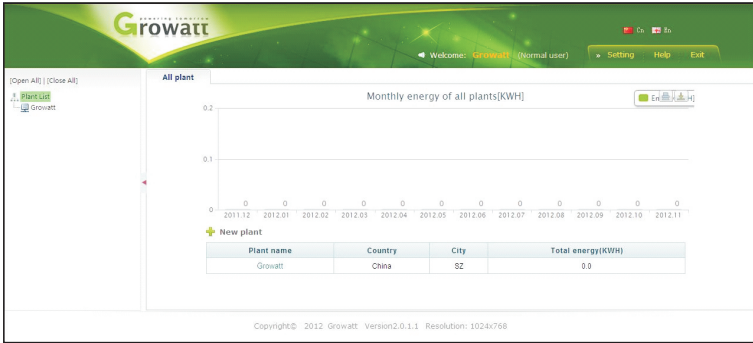 powering tomorrow
Growatt
Cn En
Welcome: Growatt (Normal user) » Setting Help Exit
[Open All] | [Close All]
Plant List
Growatt
All plant
Monthly energy of all plants[KWH]
0.2
0.1
0
0 0 0 0 0 0 0 0 0 0 0 0
2011.12 2012.01 2012.02 2012.03 2012.04 2012.05 2012.06 2012.07 2012.08 2012.09 2012.10 2012.11
New plant
Plant name Country City Total energy(KWH)
Growatt China SZ 0.0
Copyright© 2012 Growatt Version2.0.1.1 Resolution: 1024x768